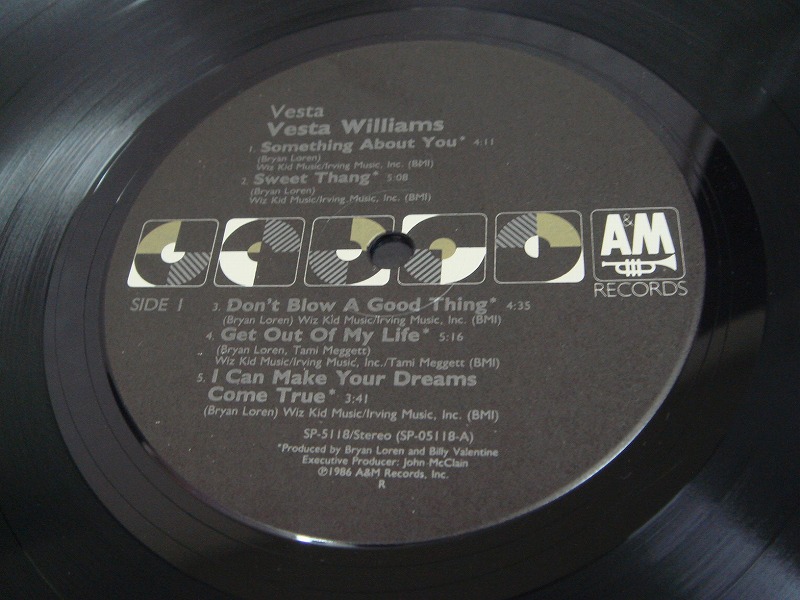 Vesta
Vesta Williams
1. Something About You* 4:11
(Bryan Loren)
Wiz Kid Music/Irving Music, Inc. (BMI)
2. Sweet Thang* 5:08
(Bryan Loren)
Wiz Kid Music/Irving Music, Inc. (BMI)
A&M
RECORDS
SIDE 1
3. Don't Blow A Good Thing* 4:35
(Bryan Loren) Wiz Kid Music/Irving Music, Inc. (BMI)
4. Get Out Of My Life* 5:16
(Bryan Loren, Tami Meggett)
Wiz Kid Music/Irving Music, Inc./Tami Meggett (BMI)
5. I Can Make Your Dreams
Come True* 3:41
(Bryan Loren) Wiz Kid Music/Irving Music, Inc. (BMI)
SP-5118/Stereo (SP-05118-A)
*Produced by Bryan Loren and Billy Valentine
Executive Producer: John McClain
℗1986 A&M Records, Inc.
R